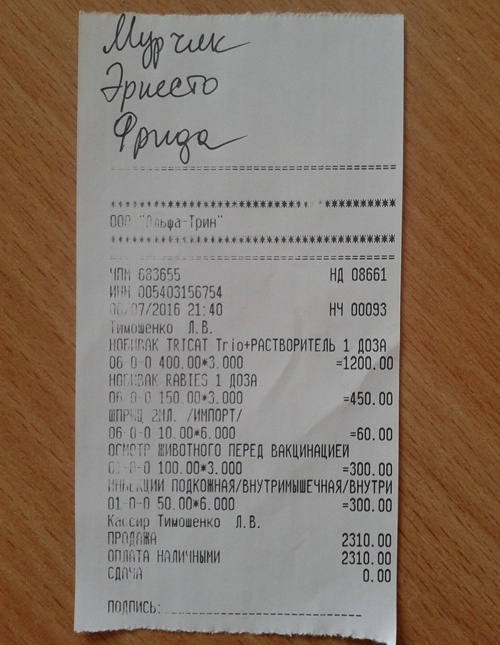 Мурчик
Эрнесто
Фрида
ООО "Альфа-Трин"
ЧПМ 683655 НД 08661
ИНН 005403156754
06/07/2016 21:40 НЧ 00093
Тимошенко Л.В.
НОБИВАК TRICAT Trio+РАСТВОРИТЕЛЬ 1 ДОЗА
06-0-0 400.00*3.000 =1200.00
НОБИВАК RABIES 1 ДОЗА
06-0-0 150.00*3.000 =450.00
ШПРИЦ 2МЛ. /ИМПОРТ/
06-0-0 10.00*6.000 =60.00
ОСМОТР ЖИВОТНОГО ПЕРЕД ВАКЦИНАЦИЕЙ
01-0-0 100.00*3.000 =300.00
ИНЪЕКЦИИ ПОДКОЖНАЯ/ВНУТРИМЫШЕЧНАЯ/ВНУТРИ
01-0-0 50.00*6.000 =300.00
Кассир Тимошенко Л.В.
ПРОДАЖА 2310.00
ОПЛАТА НАЛИЧНЫМИ 2310.00
СДАЧА 0.00
ПОДПИСЬ: